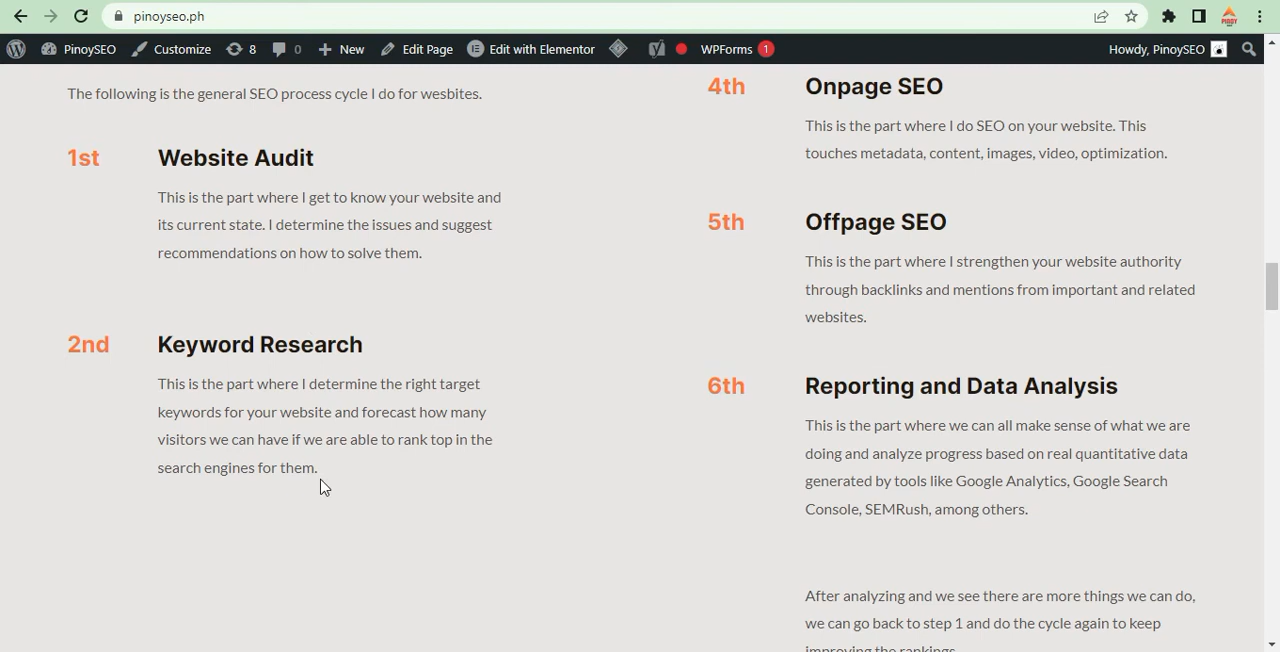 pinoyseo.ph
PinoySEO Customize 8 0 New Edit Page Edit with Elementor WPForms 1 Howdy, PinoySEO
The following is the general SEO process cycle I do for wesbites.
1st Website Audit
This is the part where I get to know your website and
its current state. I determine the issues and suggest
recommendations on how to solve them.
2nd Keyword Research
This is the part where I determine the right target
keywords for your website and forecast how many
visitors we can have if we are able to rank top in the
search engines for them.
4th Onpage SEO
This is the part where I do SEO on your website. This
touches metadata, content, images, video, optimization.
5th Offpage SEO
This is the part where I strengthen your website authority
through backlinks and mentions from important and related
websites.
6th Reporting and Data Analysis
This is the part where we can all make sense of what we are
doing and analyze progress based on real quantitative data
generated by tools like Google Analytics, Google Search
Console, SEMRush, among others.
After analyzing and we see there are more things we can do,
we can go back to step 1 and do the cycle again to keep
improving the rankings.